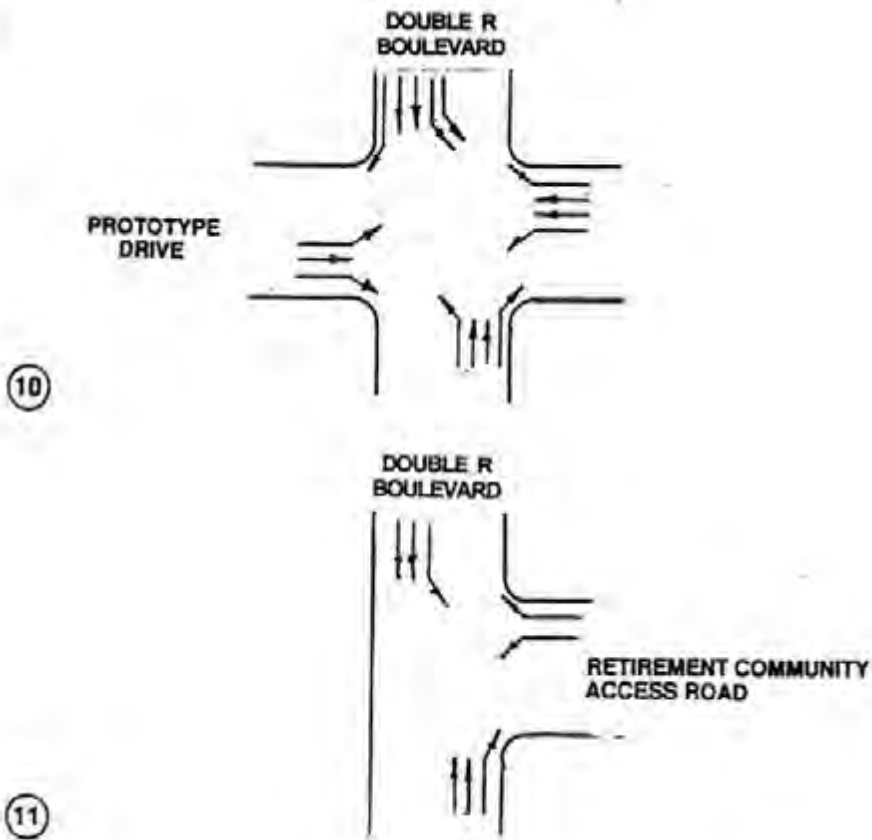 DOUBLE R
BOULEVARD
PROTOTYPE
DRIVE
10
DOUBLE R
BOULEVARD
RETIREMENT COMMUNITY
ACCESS ROAD
11